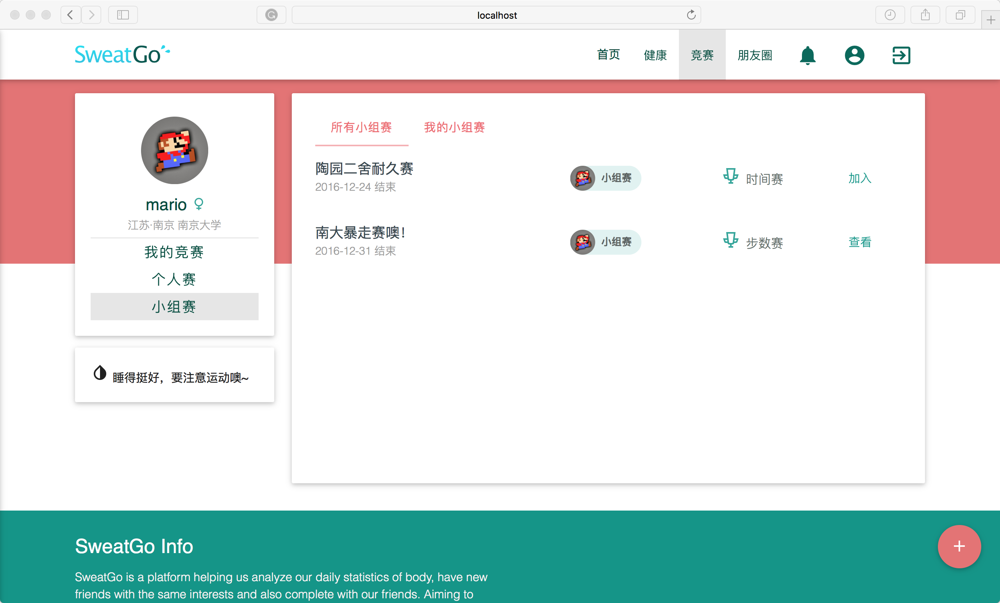 localhost
SweatGo
首页 健康 竞赛 朋友圈
mario
江苏·南京 南京大学
我的竞赛
个人赛
小组赛
睡得挺好，要注意运动噢~
所有小组赛 我的小组赛
陶园二舍耐久赛
2016-12-24 结束
小组赛 时间赛 加入
南大暴走赛噢！
2016-12-31 结束
小组赛 步数赛 查看
SweatGo Info
SweatGo is a platform helping us analyze our daily statistics of body, have new
friends with the same interests and also complete with our friends. Aiming to